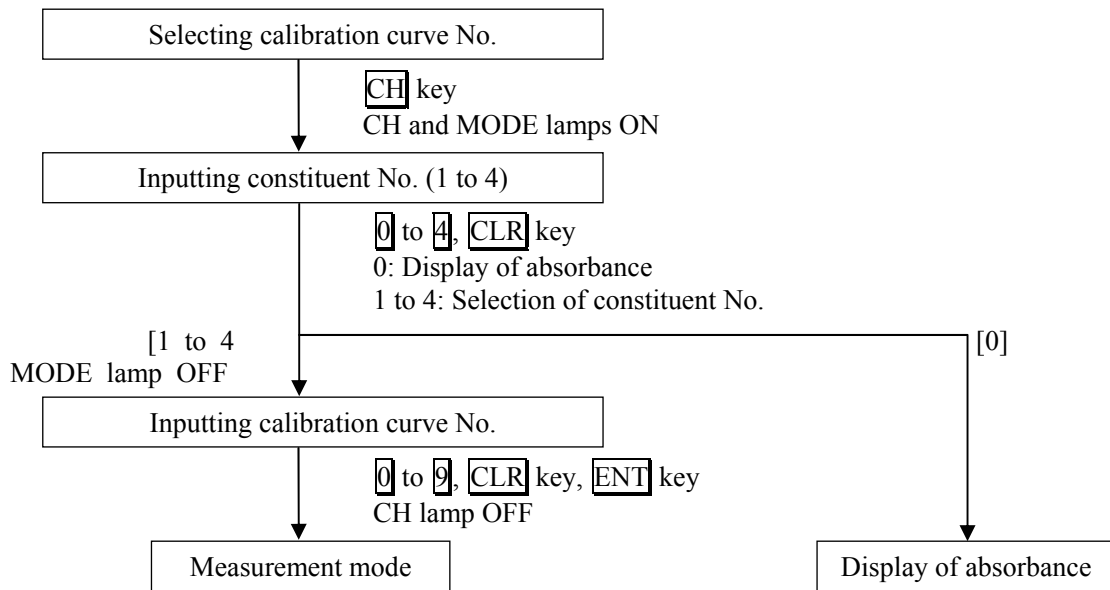 Selecting calibration curve No.
CH key
CH and MODE lamps ON
Inputting constituent No. (1 to 4)
0 to 4, CLR key
0: Display of absorbance
1 to 4: Selection of constituent No.
[1 to 4
[0]
MODE lamp OFF
Inputting calibration curve No.
0 to 9, CLR key, ENT key
CH lamp OFF
Measurement mode
Display of absorbance